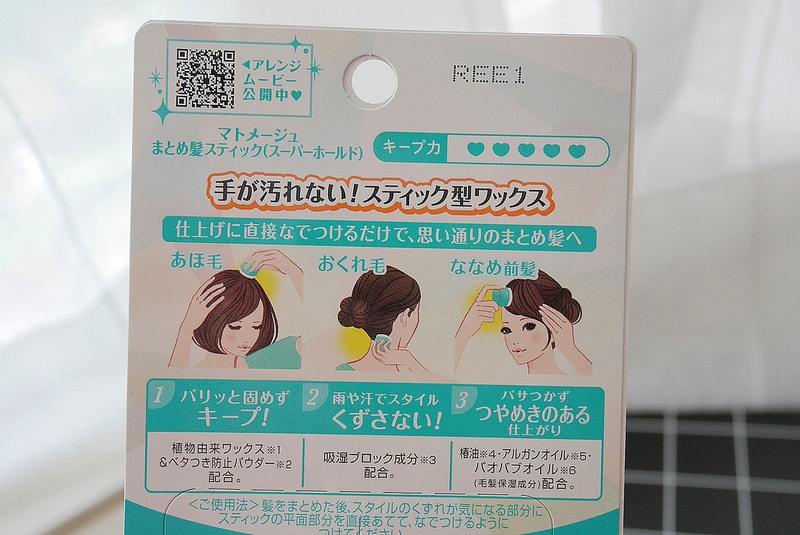 ◀アレンジ
ムービー
公開中♥
REE1
マトメージュ
まとめ髪スティック(スーパーホールド)
キープ力 ♥♥♥♥♥
手が汚れない!スティック型ワックス
仕上げに直接なでつけるだけで、思い通りのまとめ髪へ
あほ毛
おくれ毛
ななめ前髪
1 バリッと固めず
キープ!
植物由来ワックス※1
&ベタつき防止パウダー※2
配合。
2 雨や汗でスタイル
くずさない!
吸湿ブロック成分※3
配合。
3 パサつかず
つやめきのある
仕上がり
椿油※4・アルガンオイル※5・
バオバブオイル※6
(毛髪保湿成分)配合。
<ご使用法>髪をまとめた後、スタイルのくずれが気になる部分に
スティックの平面部分を直接あてて、なでつけるように
つけてください